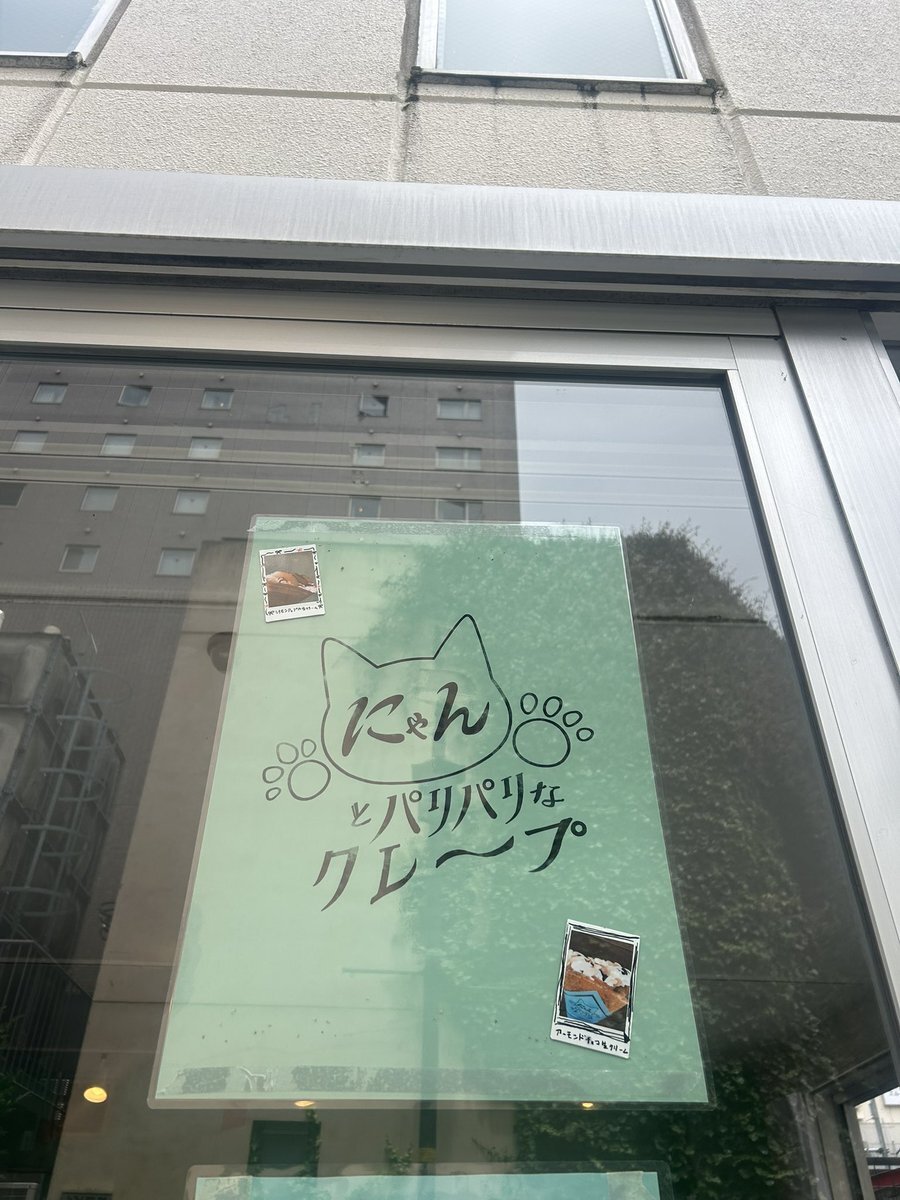 にゃん
とパリパリな
クレ〜プ
アーモンドチョコ生クリーム